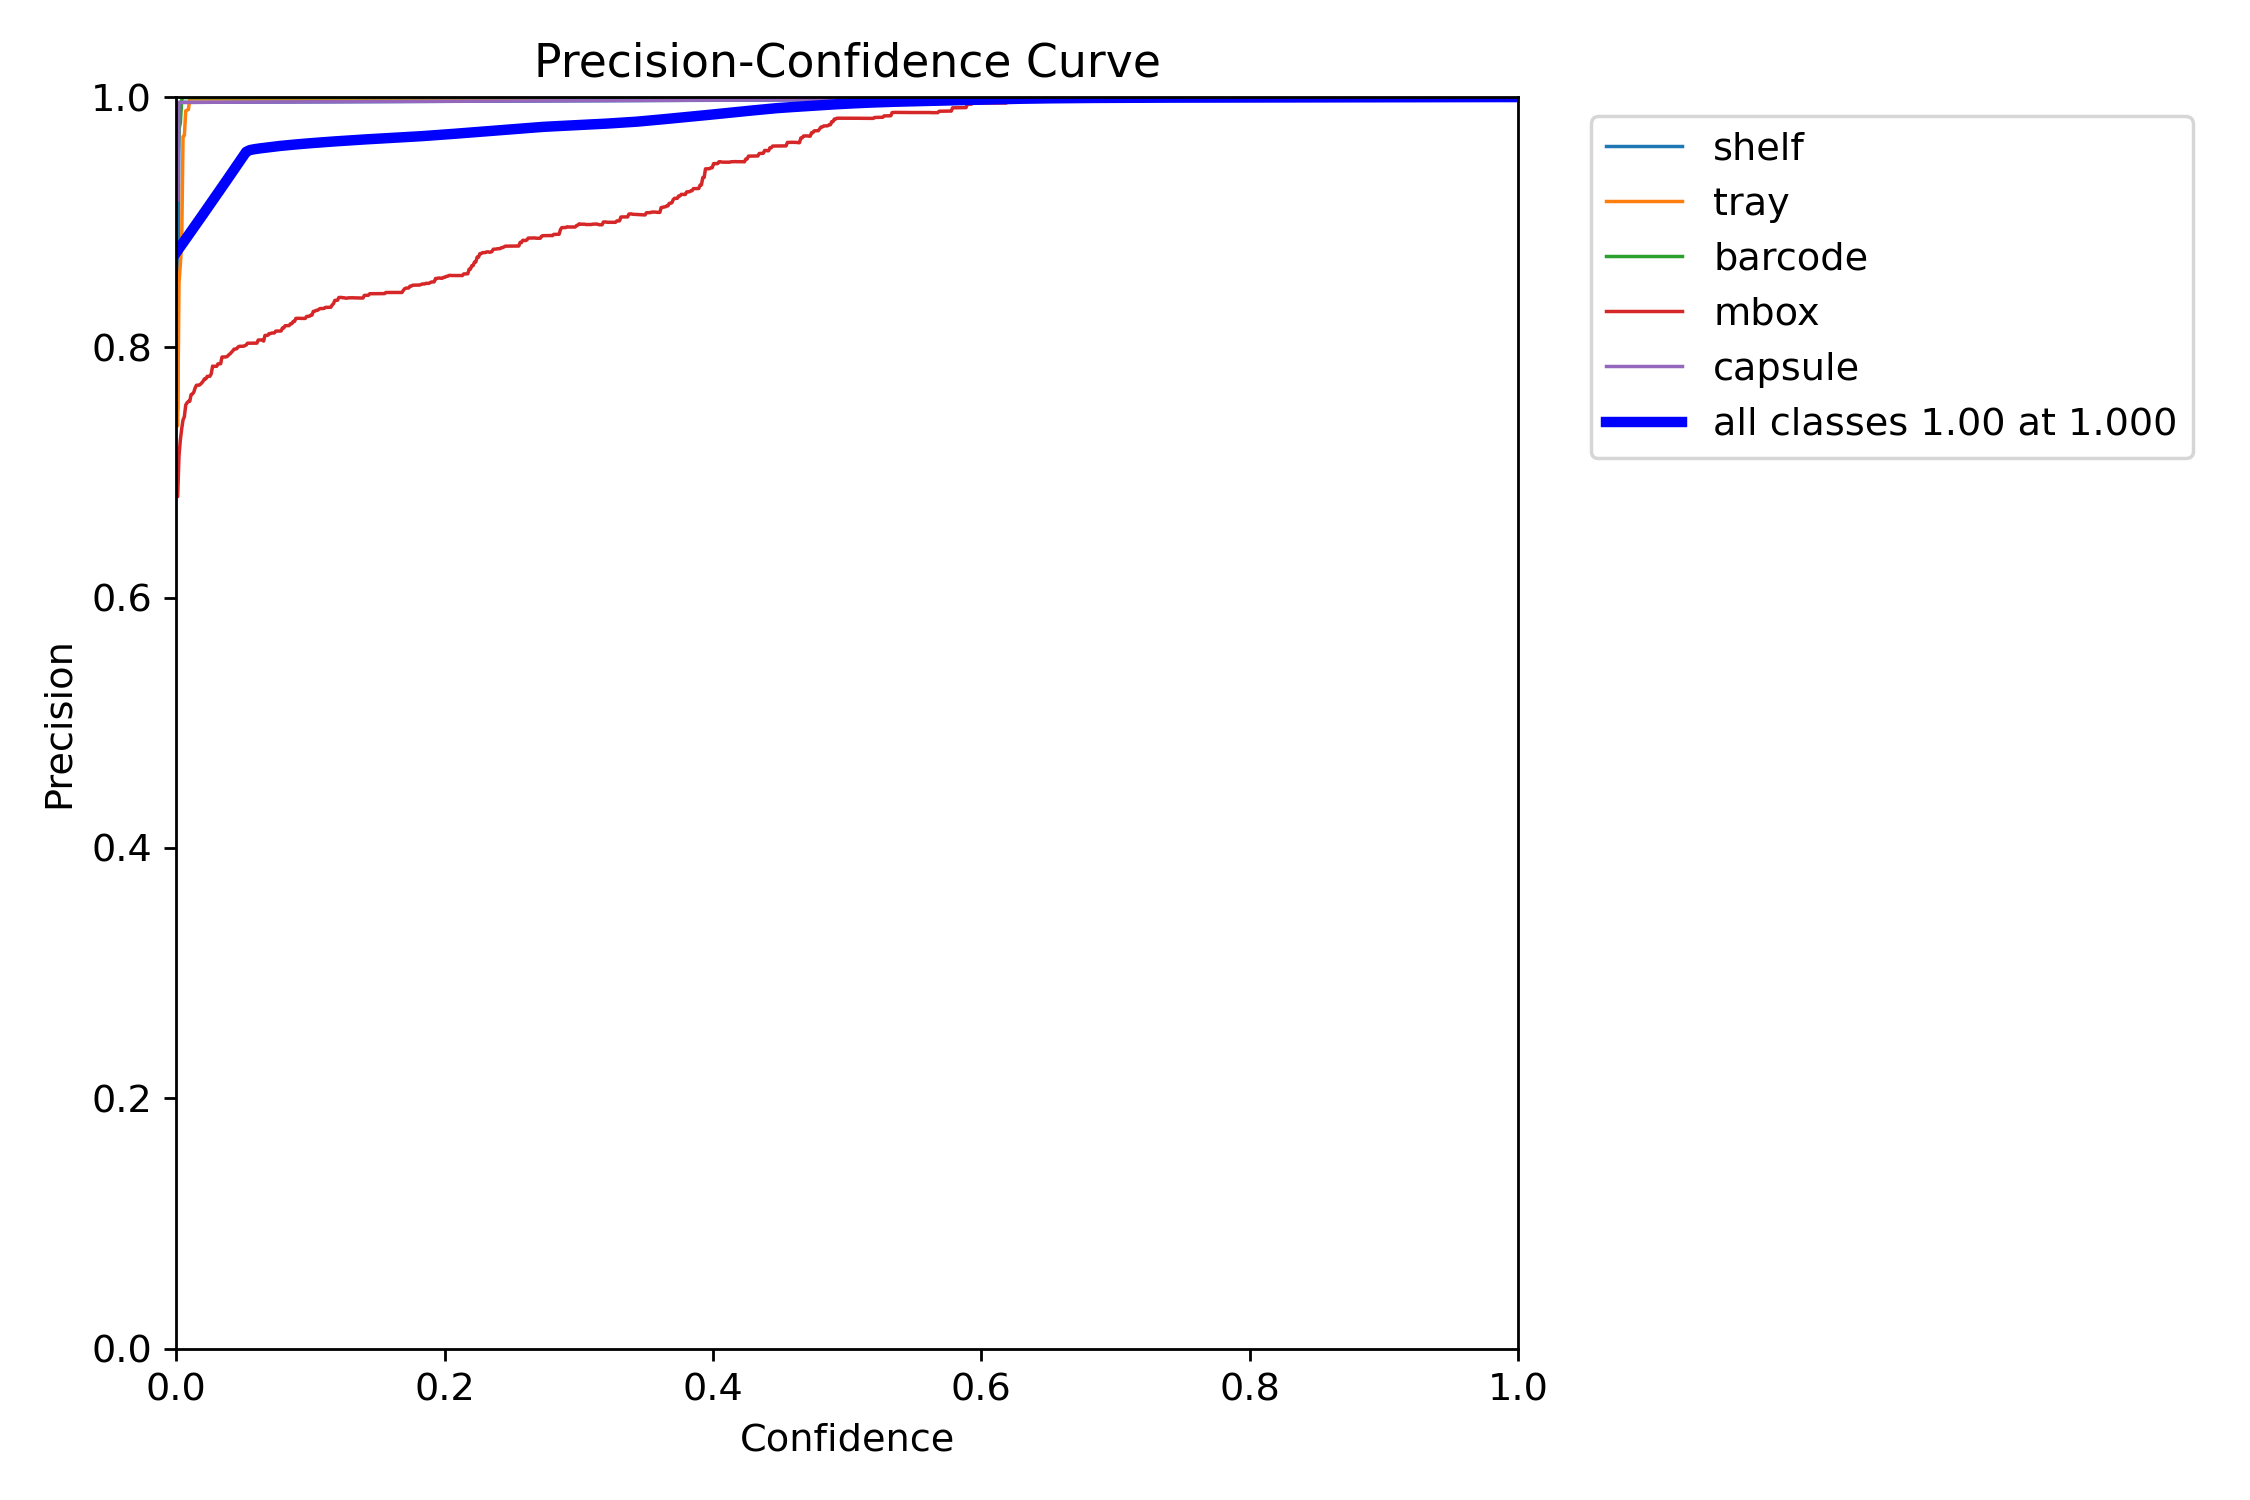 Precision-Confidence Curve
1.0
0.8
0.6
0.4
0.2
0.0
Precision
0.0 0.2 0.4 0.6 0.8 1.0
Confidence
shelf
tray
barcode
mbox
capsule
all classes 1.00 at 1.000